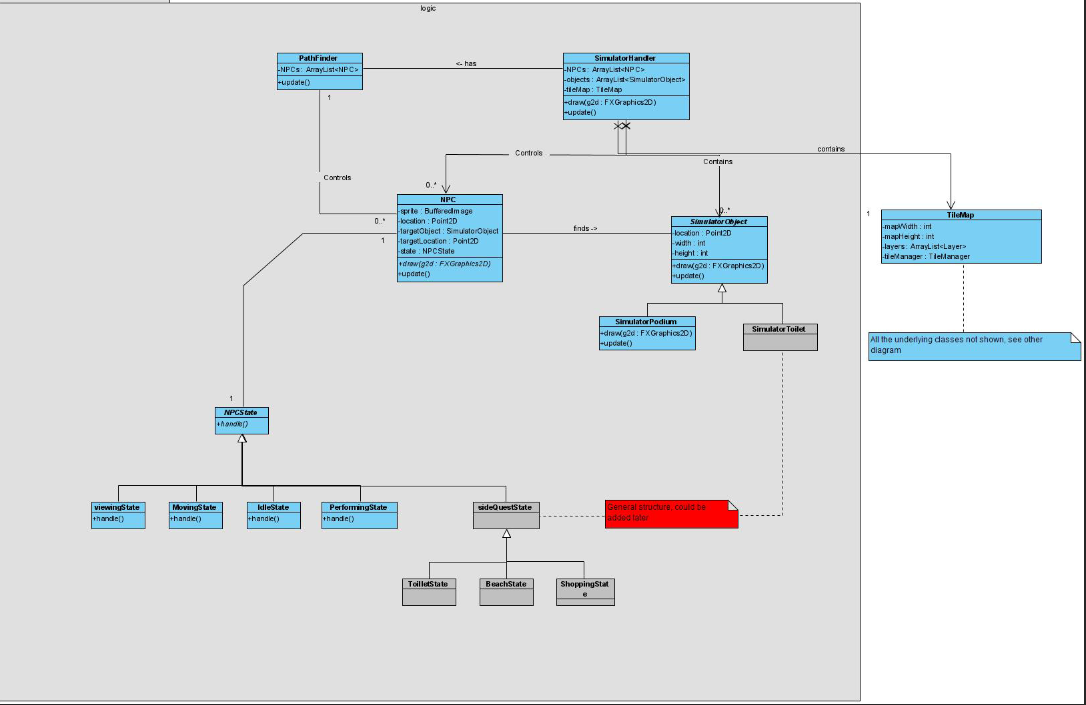 logic
PathFinder
-NPCs : ArrayList<NPC>
+update()
<- has
SimulatorHandler
-NPCs : ArrayList<NPC>
-objects : ArrayList<SimulatorObject>
-tileMap : TileMap
+draw(g2d : FXGraphics2D)
+update()
1
Controls
0..*
Controls
0..*
Contains
0..*
contains
1
NPC
-sprite : BufferedImage
-location : Point2D
-targetObject : SimulatorObject
-targetLocation : Point2D
-state : NPCState
+draw(g2d : FXGraphics2D)
+update()
1
finds ->
SimulatorObject
-location : Point2D
-width : int
-height : int
+draw(g2d : FXGraphics2D)
+update()
TileMap
-mapWidth : int
-mapHeight : int
-layers : ArrayList<Layer>
-tileManager : TileManager
SimulatorPodium
+draw(g2d : FXGraphics2D)
+update()
SimulatorToilet
All the underlying classes not shown, see other
diagram
1
NPCState
+handle()
viewingState
+handle()
MovingState
+handle()
IdleState
+handle()
PerformingState
+handle()
sideQuestState
General structure, could be
added later
ToilletState
BeachState
ShoppingStat
e